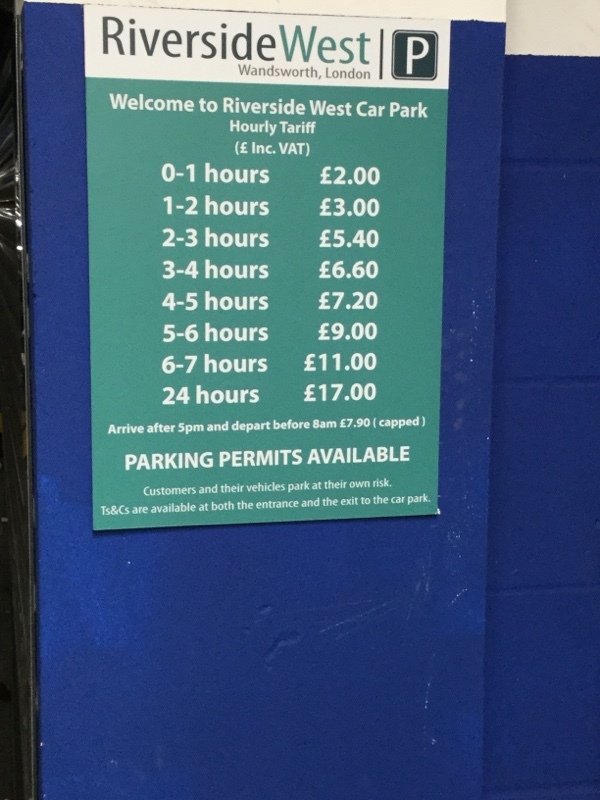 RiversideWest P
Wandsworth, London
Welcome to Riverside West Car Park
Hourly Tariff
(£ Inc. VAT)
0-1 hours £2.00
1-2 hours £3.00
2-3 hours £5.40
3-4 hours £6.60
4-5 hours £7.20
5-6 hours £9.00
6-7 hours £11.00
24 hours £17.00
Arrive after 5pm and depart before 8am £7.90 ( capped )
PARKING PERMITS AVAILABLE
Customers and their vehicles park at their own risk.
Ts&Cs are available at both the entrance and the exit to the car park.